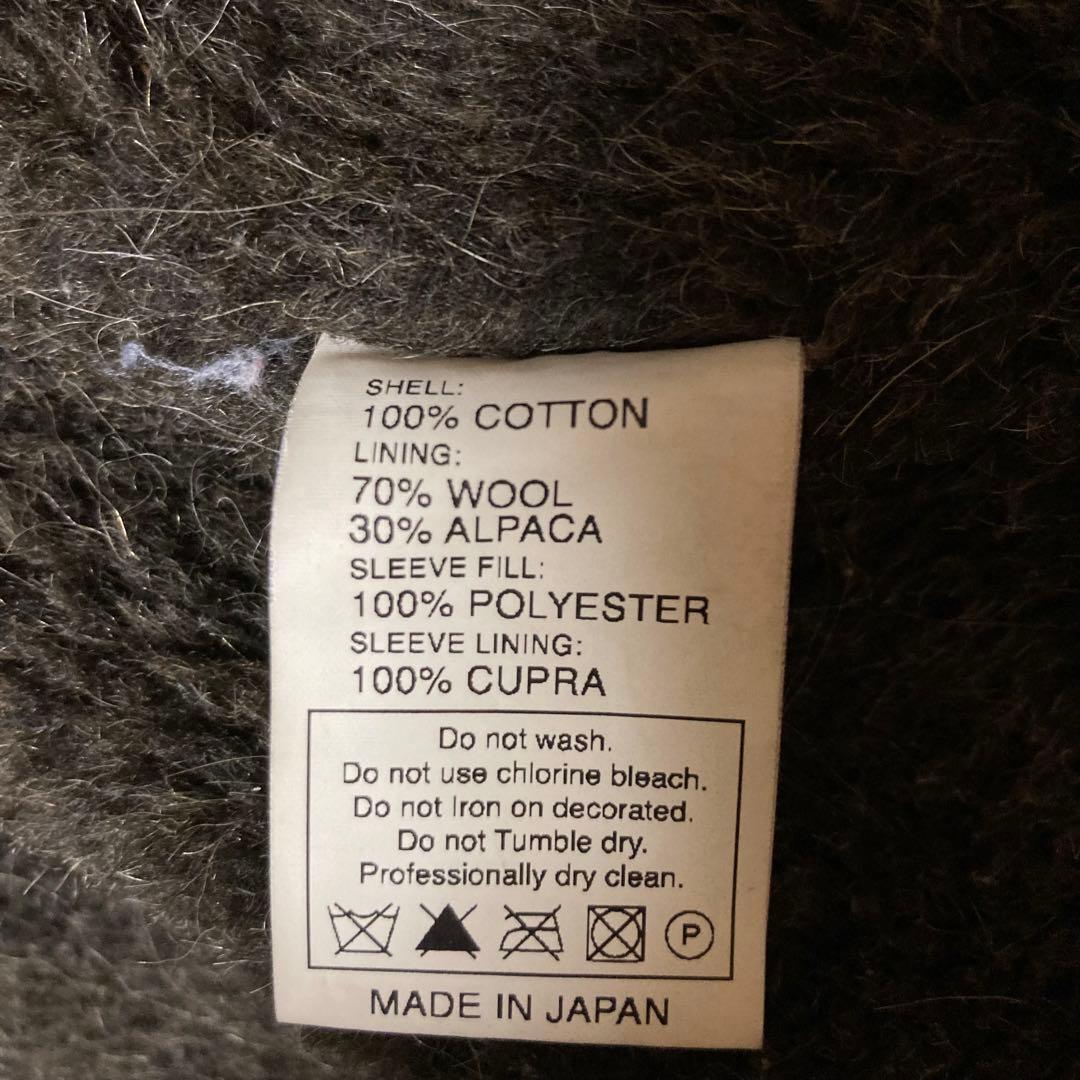 SHELL:
100% COTTON
LINING:
70% WOOL
30% ALPACA
SLEEVE FILL:
100% POLYESTER
SLEEVE LINING:
100% CUPRA
Do not wash.
Do not use chlorine bleach.
Do not Iron on decorated.
Do not Tumble dry.
Professionally dry clean.
P
MADE IN JAPAN